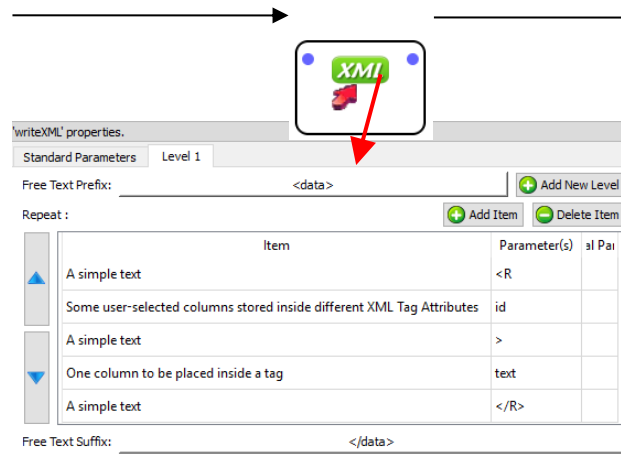 XML
'writeXML' properties.
Standard Parameters Level 1
Free Text Prefix: <data> Add New Level
Repeat : Add Item Delete Item
Item Parameter(s) al Par
A simple text <R
Some user-selected columns stored inside different XML Tag Attributes id
A simple text >
One column to be placed inside a tag text
A simple text </R>
Free Text Suffix: </data>